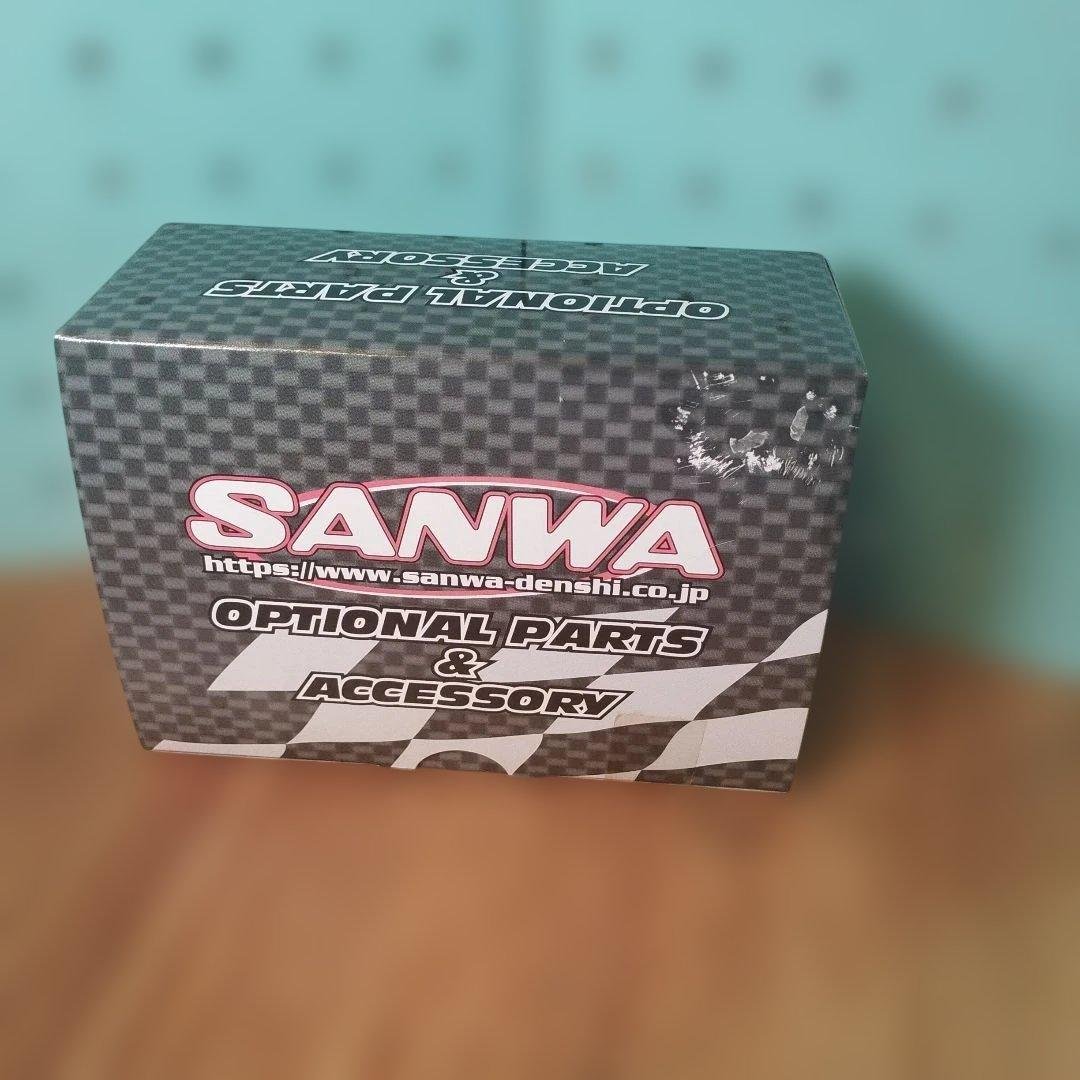 OPTIONAL PARTS
&
ACCESSORY
SANWA
https://www.sanwa-denshi.co.jp
OPTIONAL PARTS
&
ACCESSORY